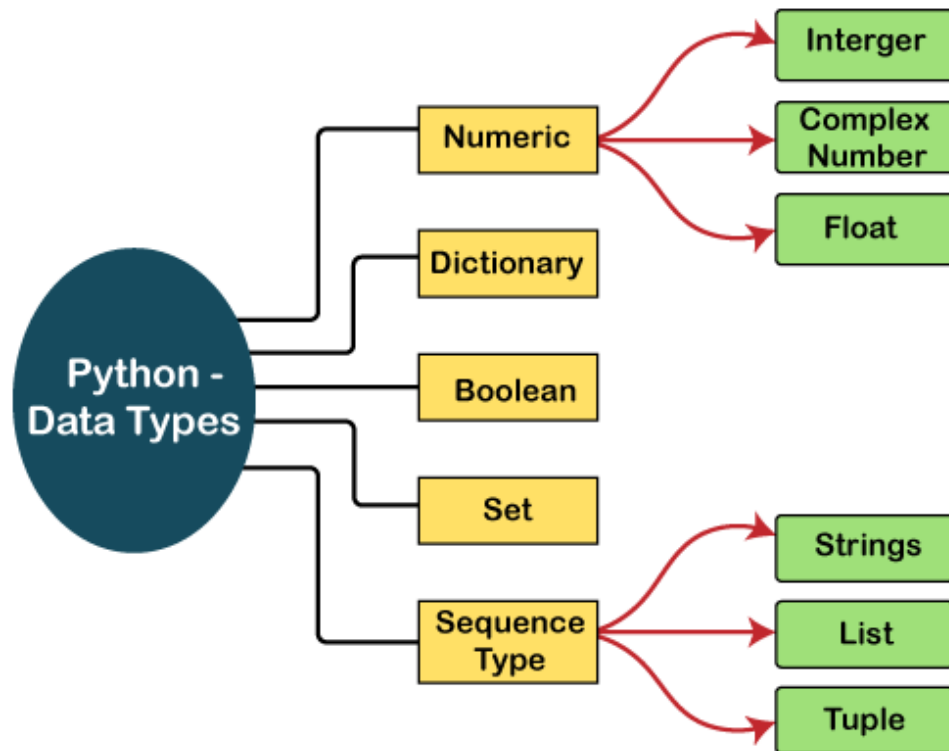 Python -
Data Types
Numeric
Interger
Complex
Number
Float
Dictionary
Boolean
Set
Sequence
Type
Strings
List
Tuple